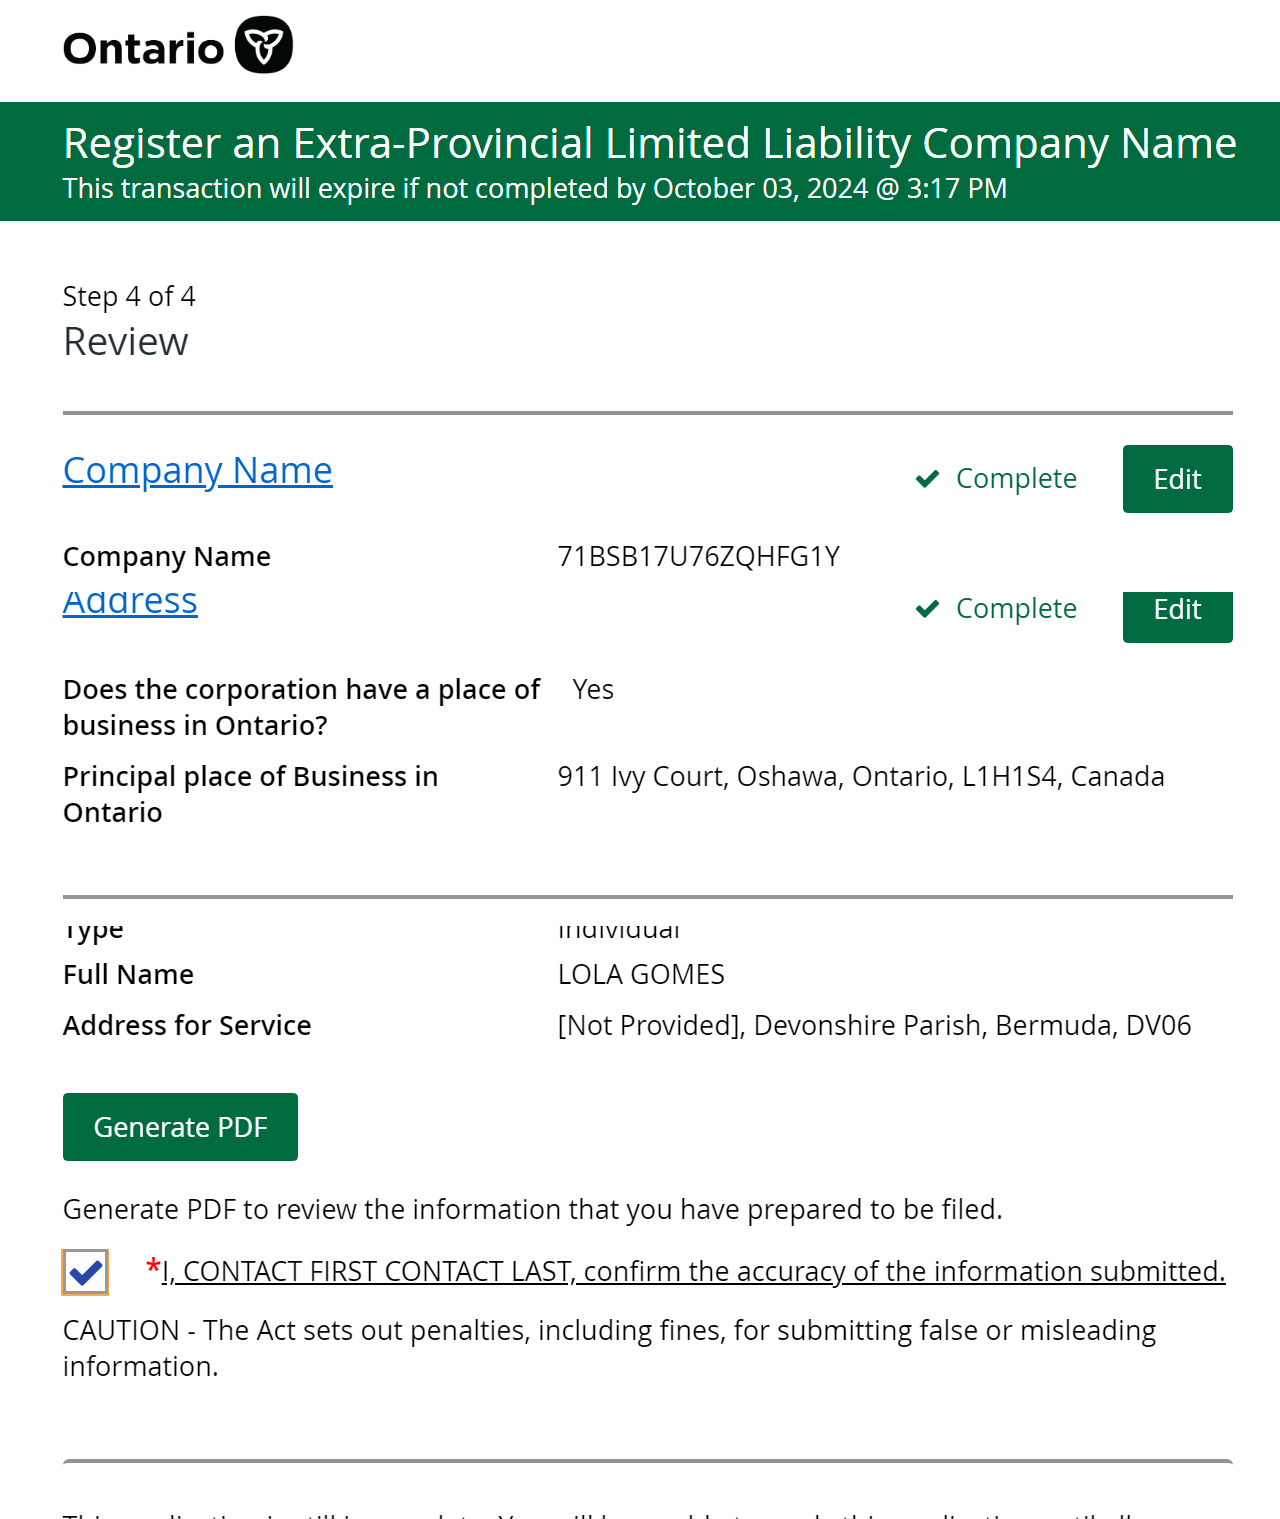 Ontario
Register an Extra-Provincial Limited Liability Company Name
This transaction will expire if not completed by October 03, 2024 @ 3:17 PM
Step 4 of 4
Review
Company Name Complete Edit
Company Name 71BSB17U76ZQHFG1Y
Address Complete Edit
Does the corporation have a place of Yes
business in Ontario?
Principal place of Business in 911 Ivy Court, Oshawa, Ontario, L1H1S4, Canada
Ontario
Type Individual
Full Name LOLA GOMES
Address for Service [Not Provided], Devonshire Parish, Bermuda, DV06
Generate PDF
Generate PDF to review the information that you have prepared to be filed.
*I, CONTACT FIRST CONTACT LAST, confirm the accuracy of the information submitted.
CAUTION - The Act sets out penalties, including fines, for submitting false or misleading
information.